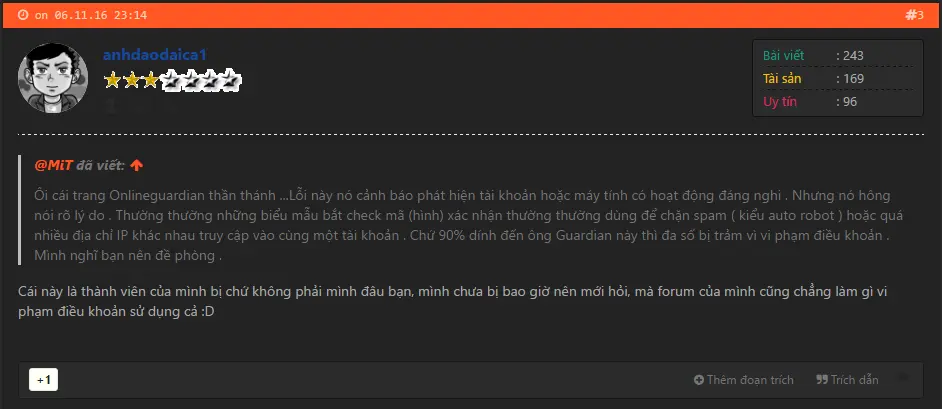 on 06.11.16 23:14 #3
anhdaodaica1
Bài viết : 243
Tài sản : 169
Uy tín : 96
@MiT đã viết:
Ôi cái trang Onlineguardian thần thánh ...Lỗi này nó cảnh báo phát hiện tài khoản hoặc máy tính có hoạt động đáng nghi . Nhưng nó hông
nói rõ lý do . Thường thường những biểu mẫu bắt check mã (hình) xác nhận thường thường dùng để chặn spam ( kiểu auto robot ) hoặc quá
nhiều địa chỉ IP khác nhau truy cập vào cùng một tài khoản . Chứ 90% dính đến ông Guardian này thì đa số bị trảm vì vi phạm điều khoản .
Mình nghĩ bạn nên đề phòng .
Cái này là thành viên của mình bị chứ không phải mình đâu bạn, mình chưa bị bao giờ nên mới hỏi, mà forum của mình cũng chẳng làm gì vi
phạm điều khoản sử dụng cả :D
+1 Thêm đoạn trích Trích dẫn